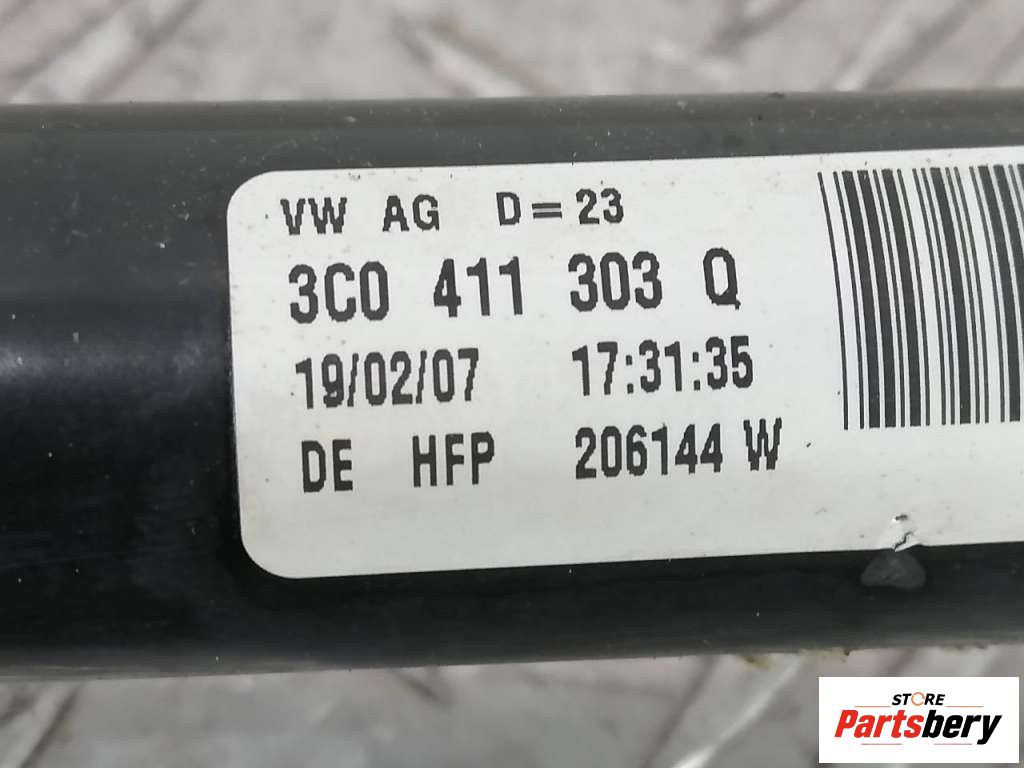 VW AG D=23
3C0 411 303 Q
19/02/07 17:31:35
DE HFP 206144 W
STORE
Partsbery